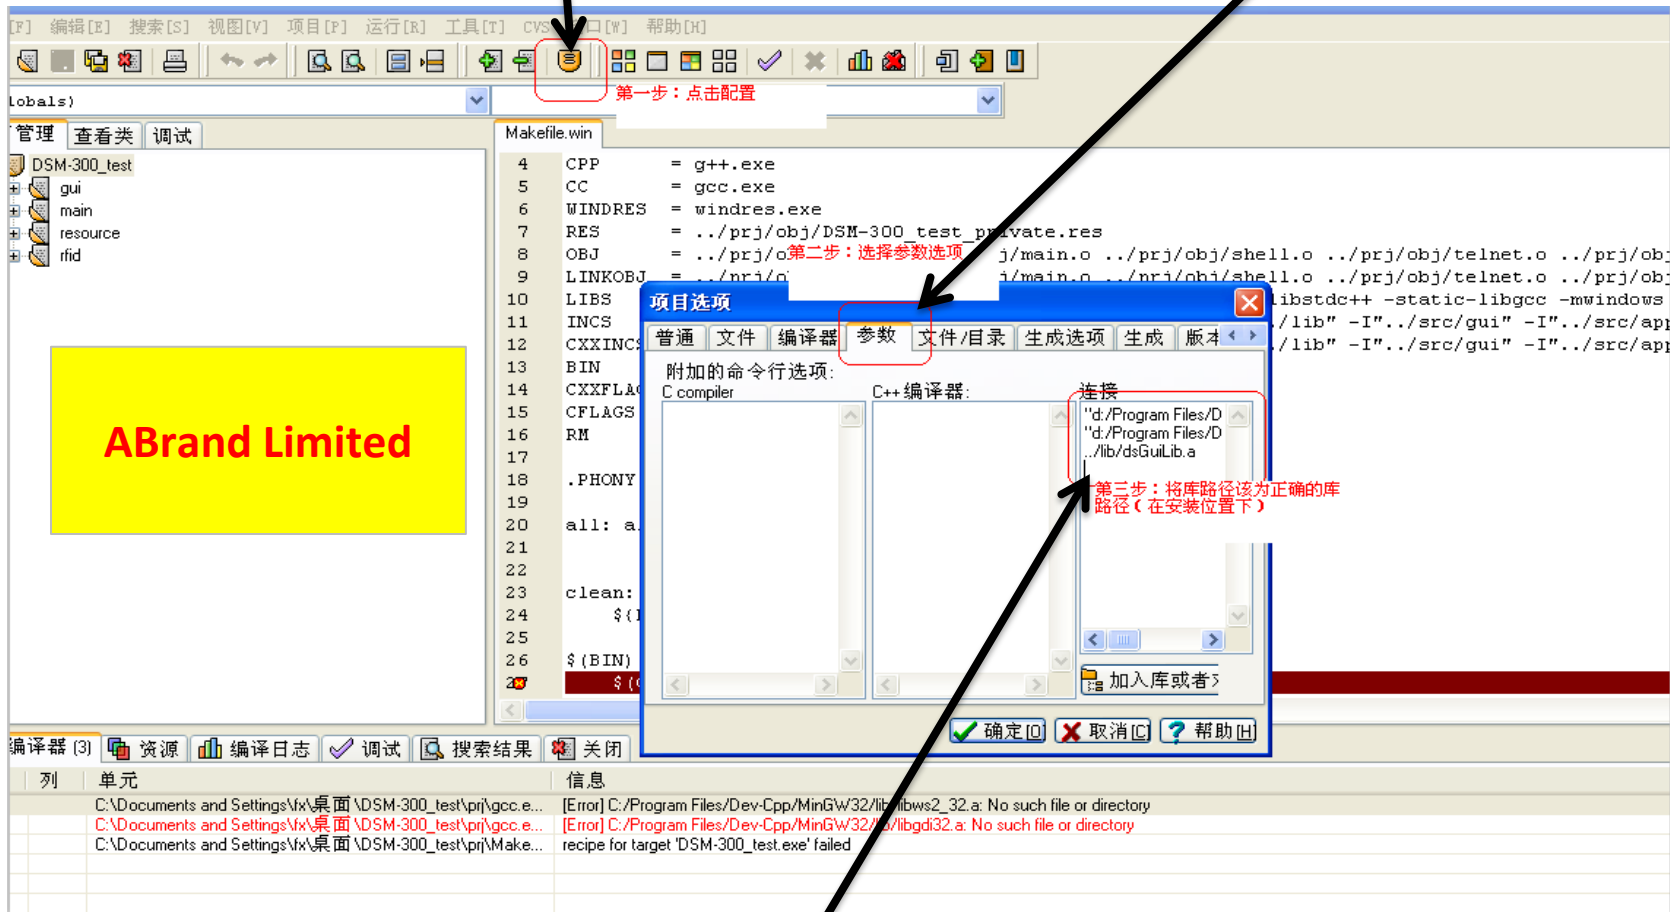 [F] 编辑[E] 搜索[S] 视图[V] 项目[P] 运行[R] 工具[T] CVS 口[W] 帮助[H]
第一步：点击配置
lobals)
管理 查看类 调试
Makefile.win
DSM-300_test
gui
main
resource
rfid
ABrand Limited
4 CPP = g++.exe
5 CC = gcc.exe
6 WINDRES = windres.exe
7 RES = ../prj/obj/DSM-300_test_private.res
第二步：选择参数选项
8 OBJ = ../prj/o j/main.o ../prj/obj/shell.o ../prj/obj/telnet.o ../prj/obj
9 LINKOBJ = ../prj/o j/main.o ../prj/obj/shell.o ../prj/obj/telnet.o ../prj/obj
10 LIBS libstdc++ -static-libgcc -mwindows
11 INCS /lib" -I"../src/gui" -I"../src/app
12 CXXINCS /lib" -I"../src/gui" -I"../src/app
13 BIN
14 CXXFLAG
15 CFLAGS
16 RM
17
18 .PHONY
19
20 all: a
21
22
23 clean:
24 ${
25
26 $(BIN)
27 $(
项目选项
普通 文件 编译器 参数 文件/目录 生成选项 生成 版本
附加的命令行选项:
C compiler
C++ 编译器:
连接
"d:/Program Files/D
"d:/Program Files/D
../lib/dsGuiLib.a
第三步：将库路径该为正确的库
路径（在安装位置下）
加入库或者
确定[O] 取消[C] 帮助[H]
编译器 (3) 资源 编译日志 调试 搜索结果 关闭
列 单元 信息
C:\Documents and Settings\fx\桌面\DSM-300_test\prj\gcc.e... [Error] C:/Program Files/Dev-Cpp/MinGW32/lib/libws2_32.a: No such file or directory
C:\Documents and Settings\fx\桌面\DSM-300_test\prj\gcc.e... [Error] C:/Program Files/Dev-Cpp/MinGW32/lib/libgdi32.a: No such file or directory
C:\Documents and Settings\fx\桌面\DSM-300_test\prj\Make... recipe for target 'DSM-300_test.exe' failed